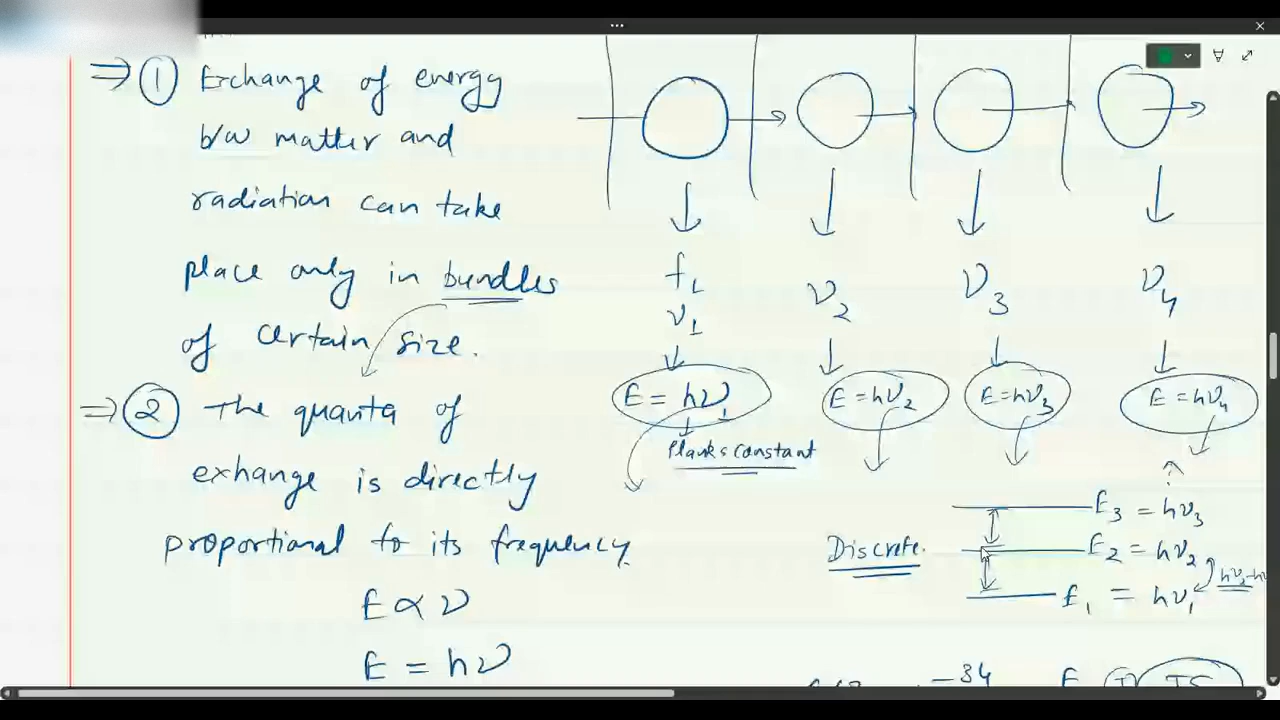 ⇒ ① Exchange of energy
b/w matter and
radiation can take
place only in bundles
of certain size.
⇒ ② The quanta of
exhange is directly
proportional to its frequency.
E ∝ ν
E = hν
f₁
ν₁
ν₂
ν₃
ν₄
E = hν₁
E = hν₂
E = hν₃
E = hν₄
Planks constant
Discrete.
E₃ = hν₃
E₂ = hν₂
E₁ = hν₁
-34